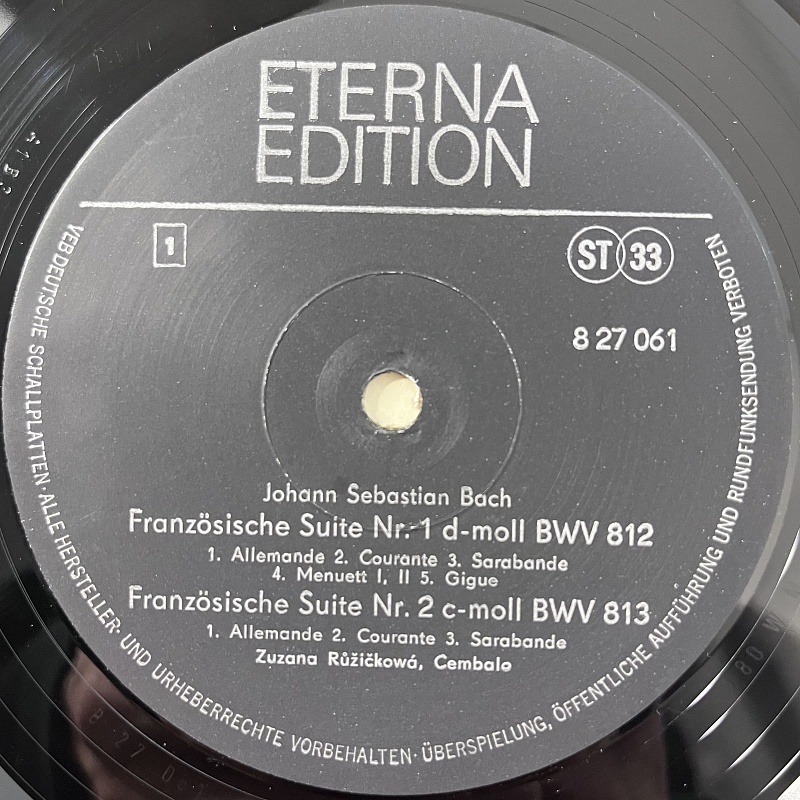 ETERNA
EDITION
1
ST 33
8 27 061
Johann Sebastian Bach
Französische Suite Nr. 1 d-moll BWV 812
1. Allemande 2. Courante 3. Sarabande
4. Menuett I, II 5. Gigue
Französische Suite Nr. 2 c-moll BWV 813
1. Allemande 2. Courante 3. Sarabande
Zuzana Růžičková, Cembalo
VEB DEUTSCHE SCHALLPLATTEN · ALLE HERSTELLER- UND URHEBERRECHTE VORBEHALTEN · ÜBERSPIELUNG, ÖFFENTLICHE AUFFÜHRUNG UND RUNDFUNKSENDUNG VERBOTEN